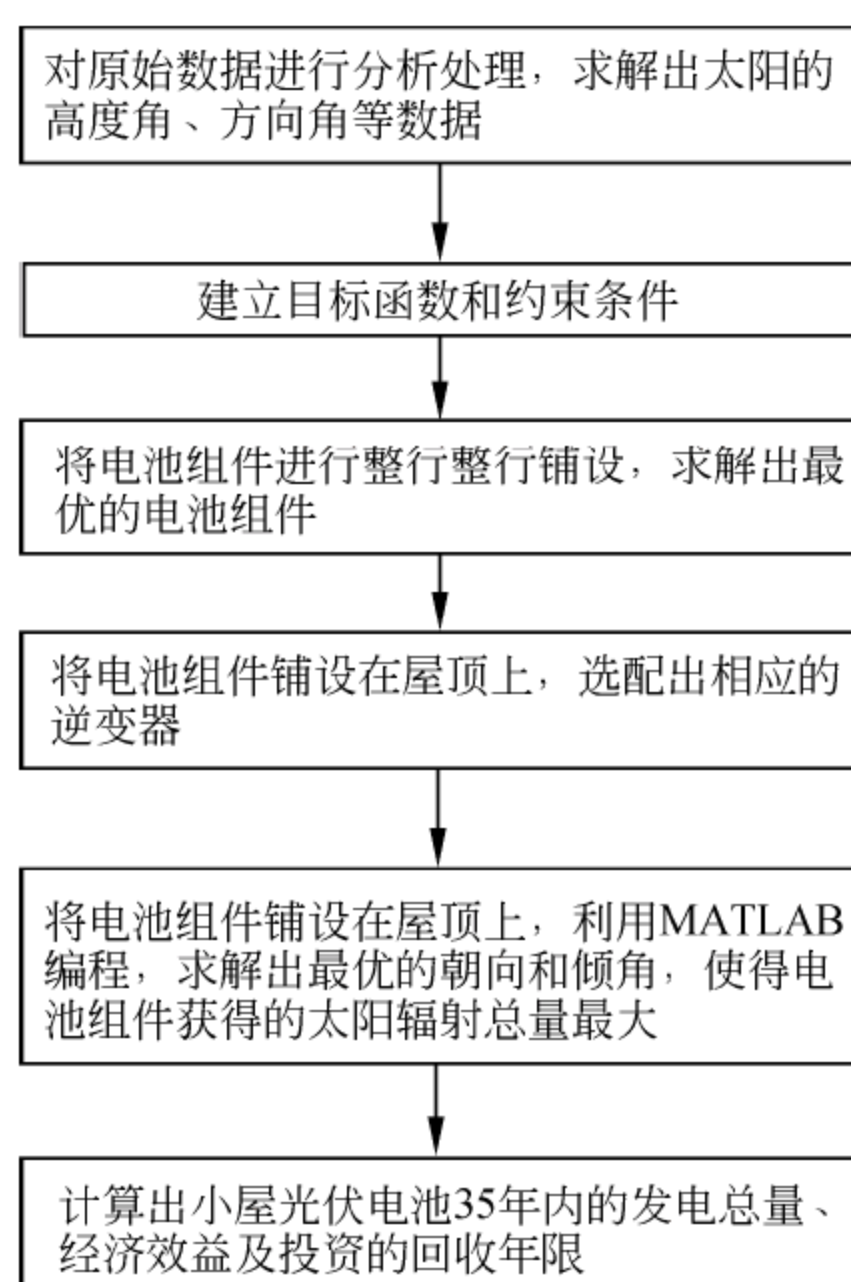 对原始数据进行分析处理，求解出太阳的
高度角、方向角等数据
建立目标函数和约束条件
将电池组件进行整行整行铺设，求解出最
优的电池组件
将电池组件铺设在屋顶上，选配出相应的
逆变器
将电池组件铺设在屋顶上，利用MATLAB
编程，求解出最优的朝向和倾角，使得电
池组件获得的太阳辐射总量最大
计算出小屋光伏电池35年内的发电总量、
经济效益及投资的回收年限